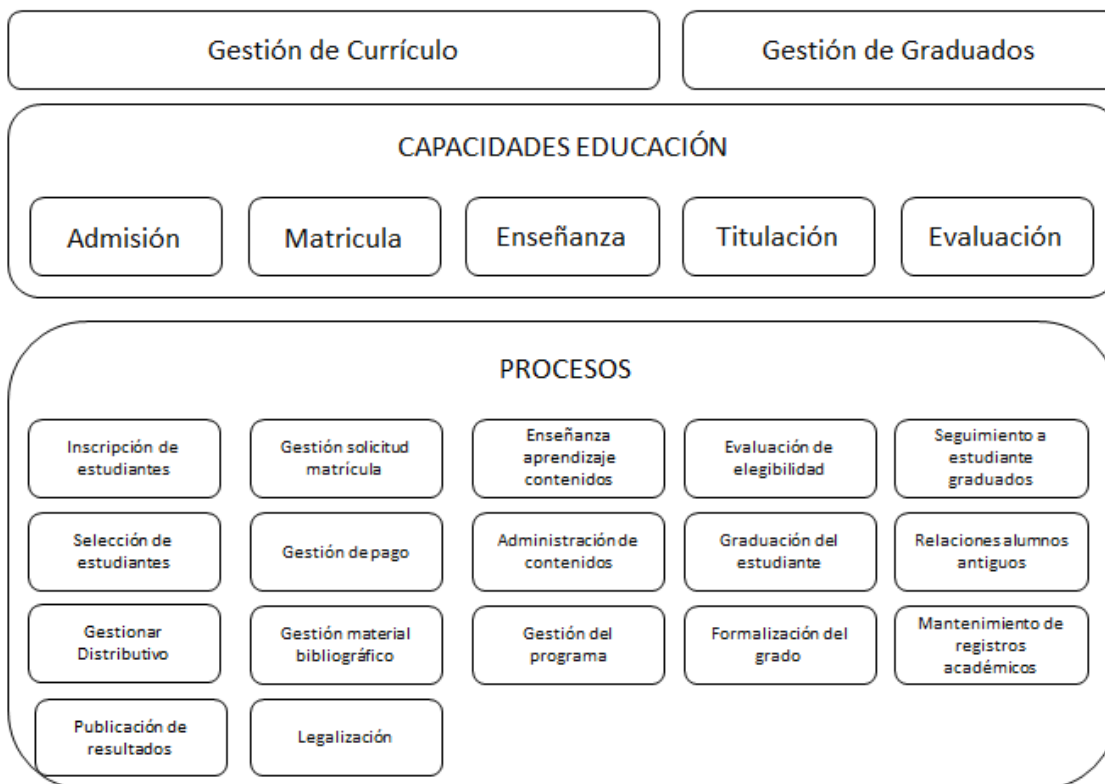 Gestión de Currículo
Gestión de Graduados
CAPACIDADES EDUCACIÓN
Admisión
Matricula
Enseñanza
Titulación
Evaluación
PROCESOS
Inscripción de
estudiantes
Gestión solicitud
matrícula
Enseñanza
aprendizaje
contenidos
Evaluación de
elegibilidad
Seguimiento a
estudiante
graduados
Selección de
estudiantes
Gestión de pago
Administración de
contenidos
Graduación del
estudiante
Relaciones alumnos
antiguos
Gestionar
Distributivo
Gestión material
bibliográfico
Gestión del
programa
Formalización del
grado
Mantenimiento de
registros
académicos
Publicación de
resultados
Legalización